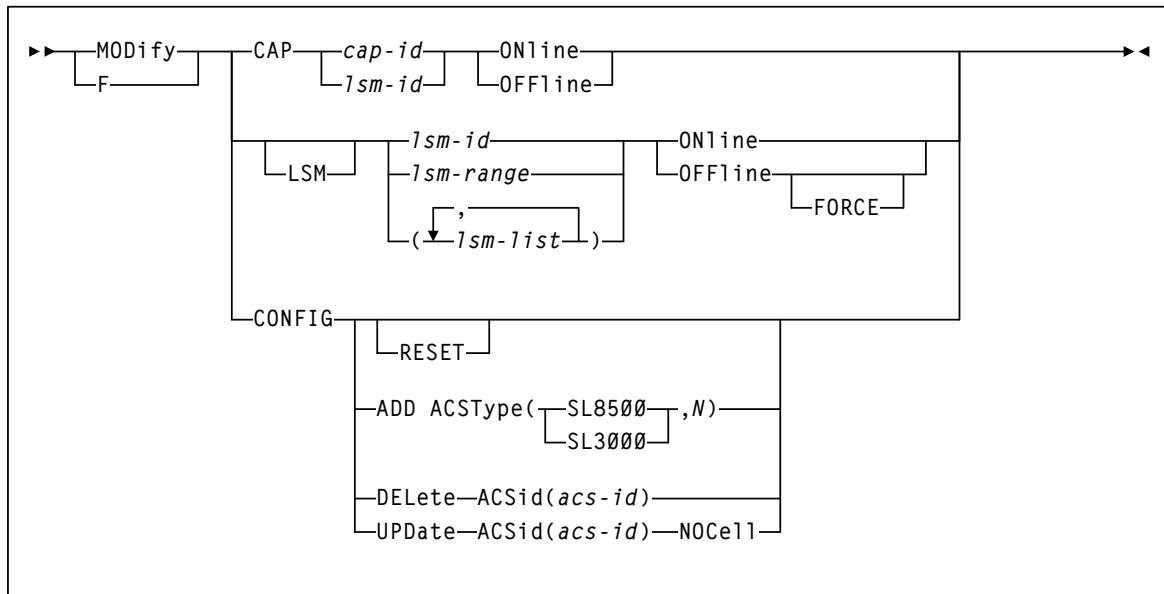 MODify CAP cap-id ONline
F lsm-id OFFline
lsm-id ONline
LSM lsm-range OFFline
, FORCE
( lsm-list )
CONFIG
RESET
ADD ACSType( SL8500 ,N)
SL3000
DELete ACSid(acs-id)
UPDate ACSid(acs-id) NOCell